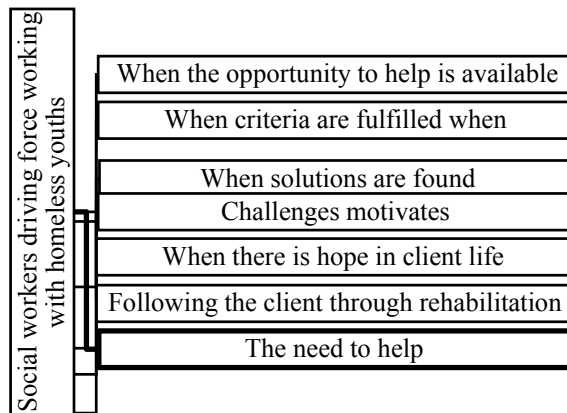 Social workers driving force working
with homeless youths
When the opportunity to help is available
When criteria are fulfilled when
When solutions are found
Challenges motivates
When there is hope in client life
Following the client through rehabilitation
The need to help